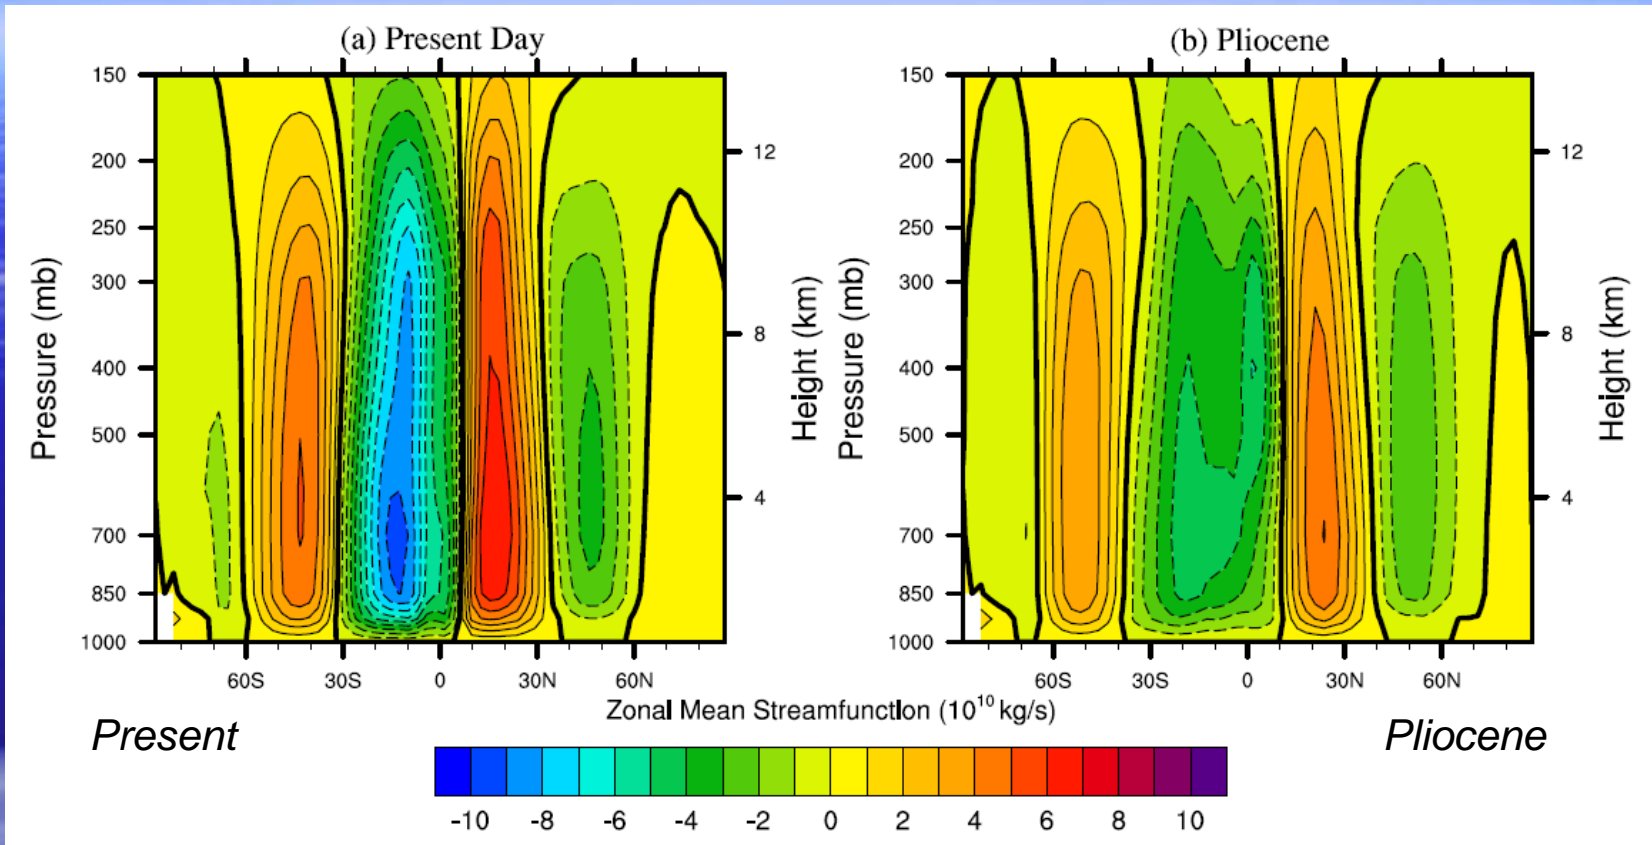 (a) Present Day
(b) Pliocene
150
200
250
300
400
500
700
850
1000
Pressure (mb)
12
8
4
Height (km)
60S 30S 0 30N 60N
150
200
250
300
400
500
700
850
1000
Pressure (mb)
12
8
4
Height (km)
60S 30S 0 30N 60N
Zonal Mean Streamfunction (10¹⁰ kg/s)
Present
Pliocene
-10 -8 -6 -4 -2 0 2 4 6 8 10